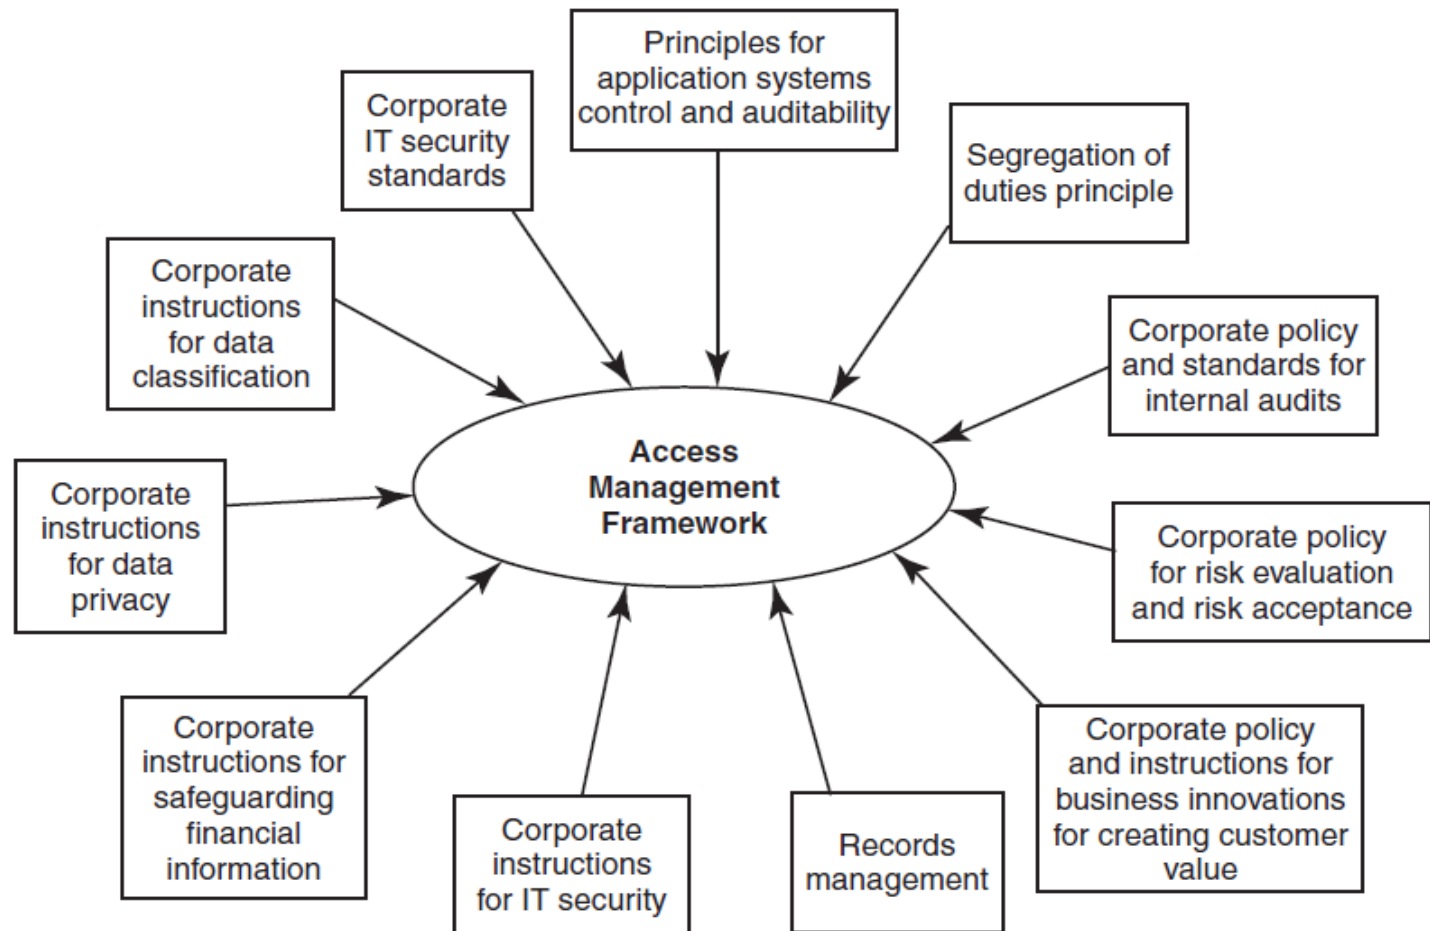 Principles for
application systems
control and auditability
Corporate
IT security
standards
Segregation of
duties principle
Corporate
instructions
for data
classification
Corporate policy
and standards for
internal audits
Access
Management
Framework
Corporate
instructions
for data
privacy
Corporate policy
for risk evaluation
and risk acceptance
Corporate
instructions for
safeguarding
financial
information
Corporate
instructions
for IT security
Records
management
Corporate policy
and instructions for
business innovations
for creating customer
value